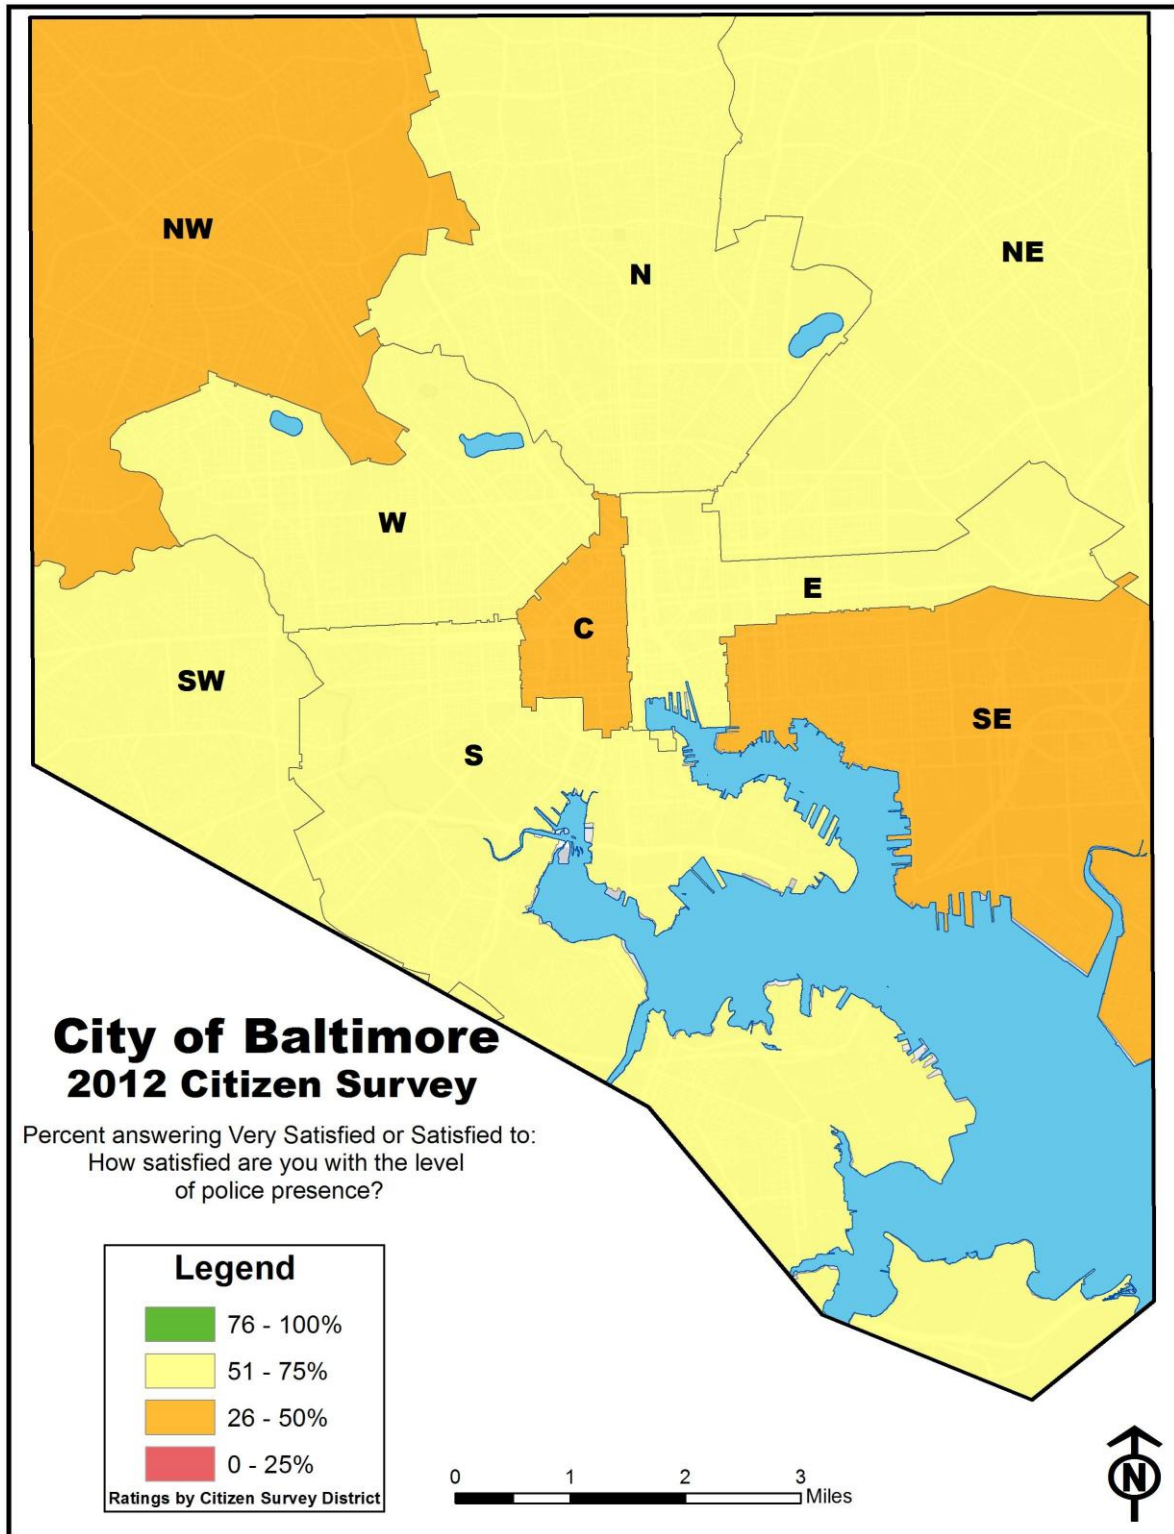 NW
N
NE
W
E
C
SW
SE
S
City of Baltimore
2012 Citizen Survey
Percent answering Very Satisfied or Satisfied to:
How satisfied are you with the level
of police presence?
Legend
76 - 100%
51 - 75%
26 - 50%
0 - 25%
Ratings by Citizen Survey District
0 1 2 3
Miles
N